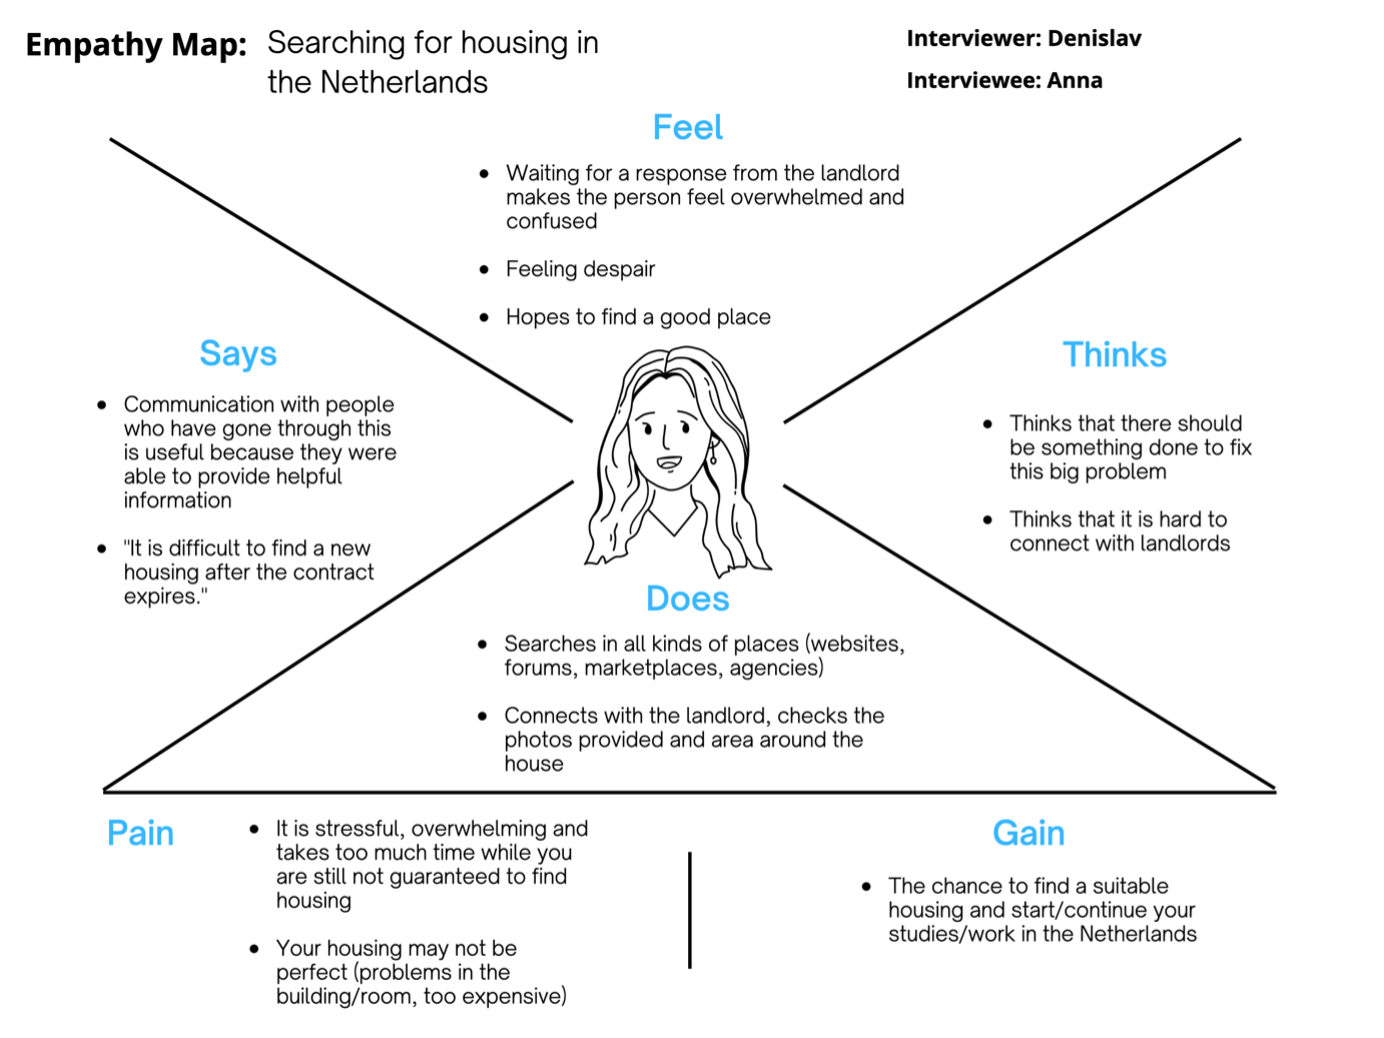 Empathy Map: Searching for housing in
the Netherlands
Interviewer: Denislav
Interviewee: Anna
Feel
• Waiting for a response from the landlord
makes the person feel overwhelmed and
confused
• Feeling despair
• Hopes to find a good place
Says
• Communication with people
who have gone through this
is useful because they were
able to provide helpful
information
• "It is difficult to find a new
housing after the contract
expires."
Thinks
• Thinks that there should
be something done to fix
this big problem
• Thinks that it is hard to
connect with landlords
Does
• Searches in all kinds of places (websites,
forums, marketplaces, agencies)
• Connects with the landlord, checks the
photos provided and area around the
house
Pain
• It is stressful, overwhelming and
takes too much time while you
are still not guaranteed to find
housing
• Your housing may not be
perfect (problems in the
building/room, too expensive)
Gain
• The chance to find a suitable
housing and start/continue your
studies/work in the Netherlands